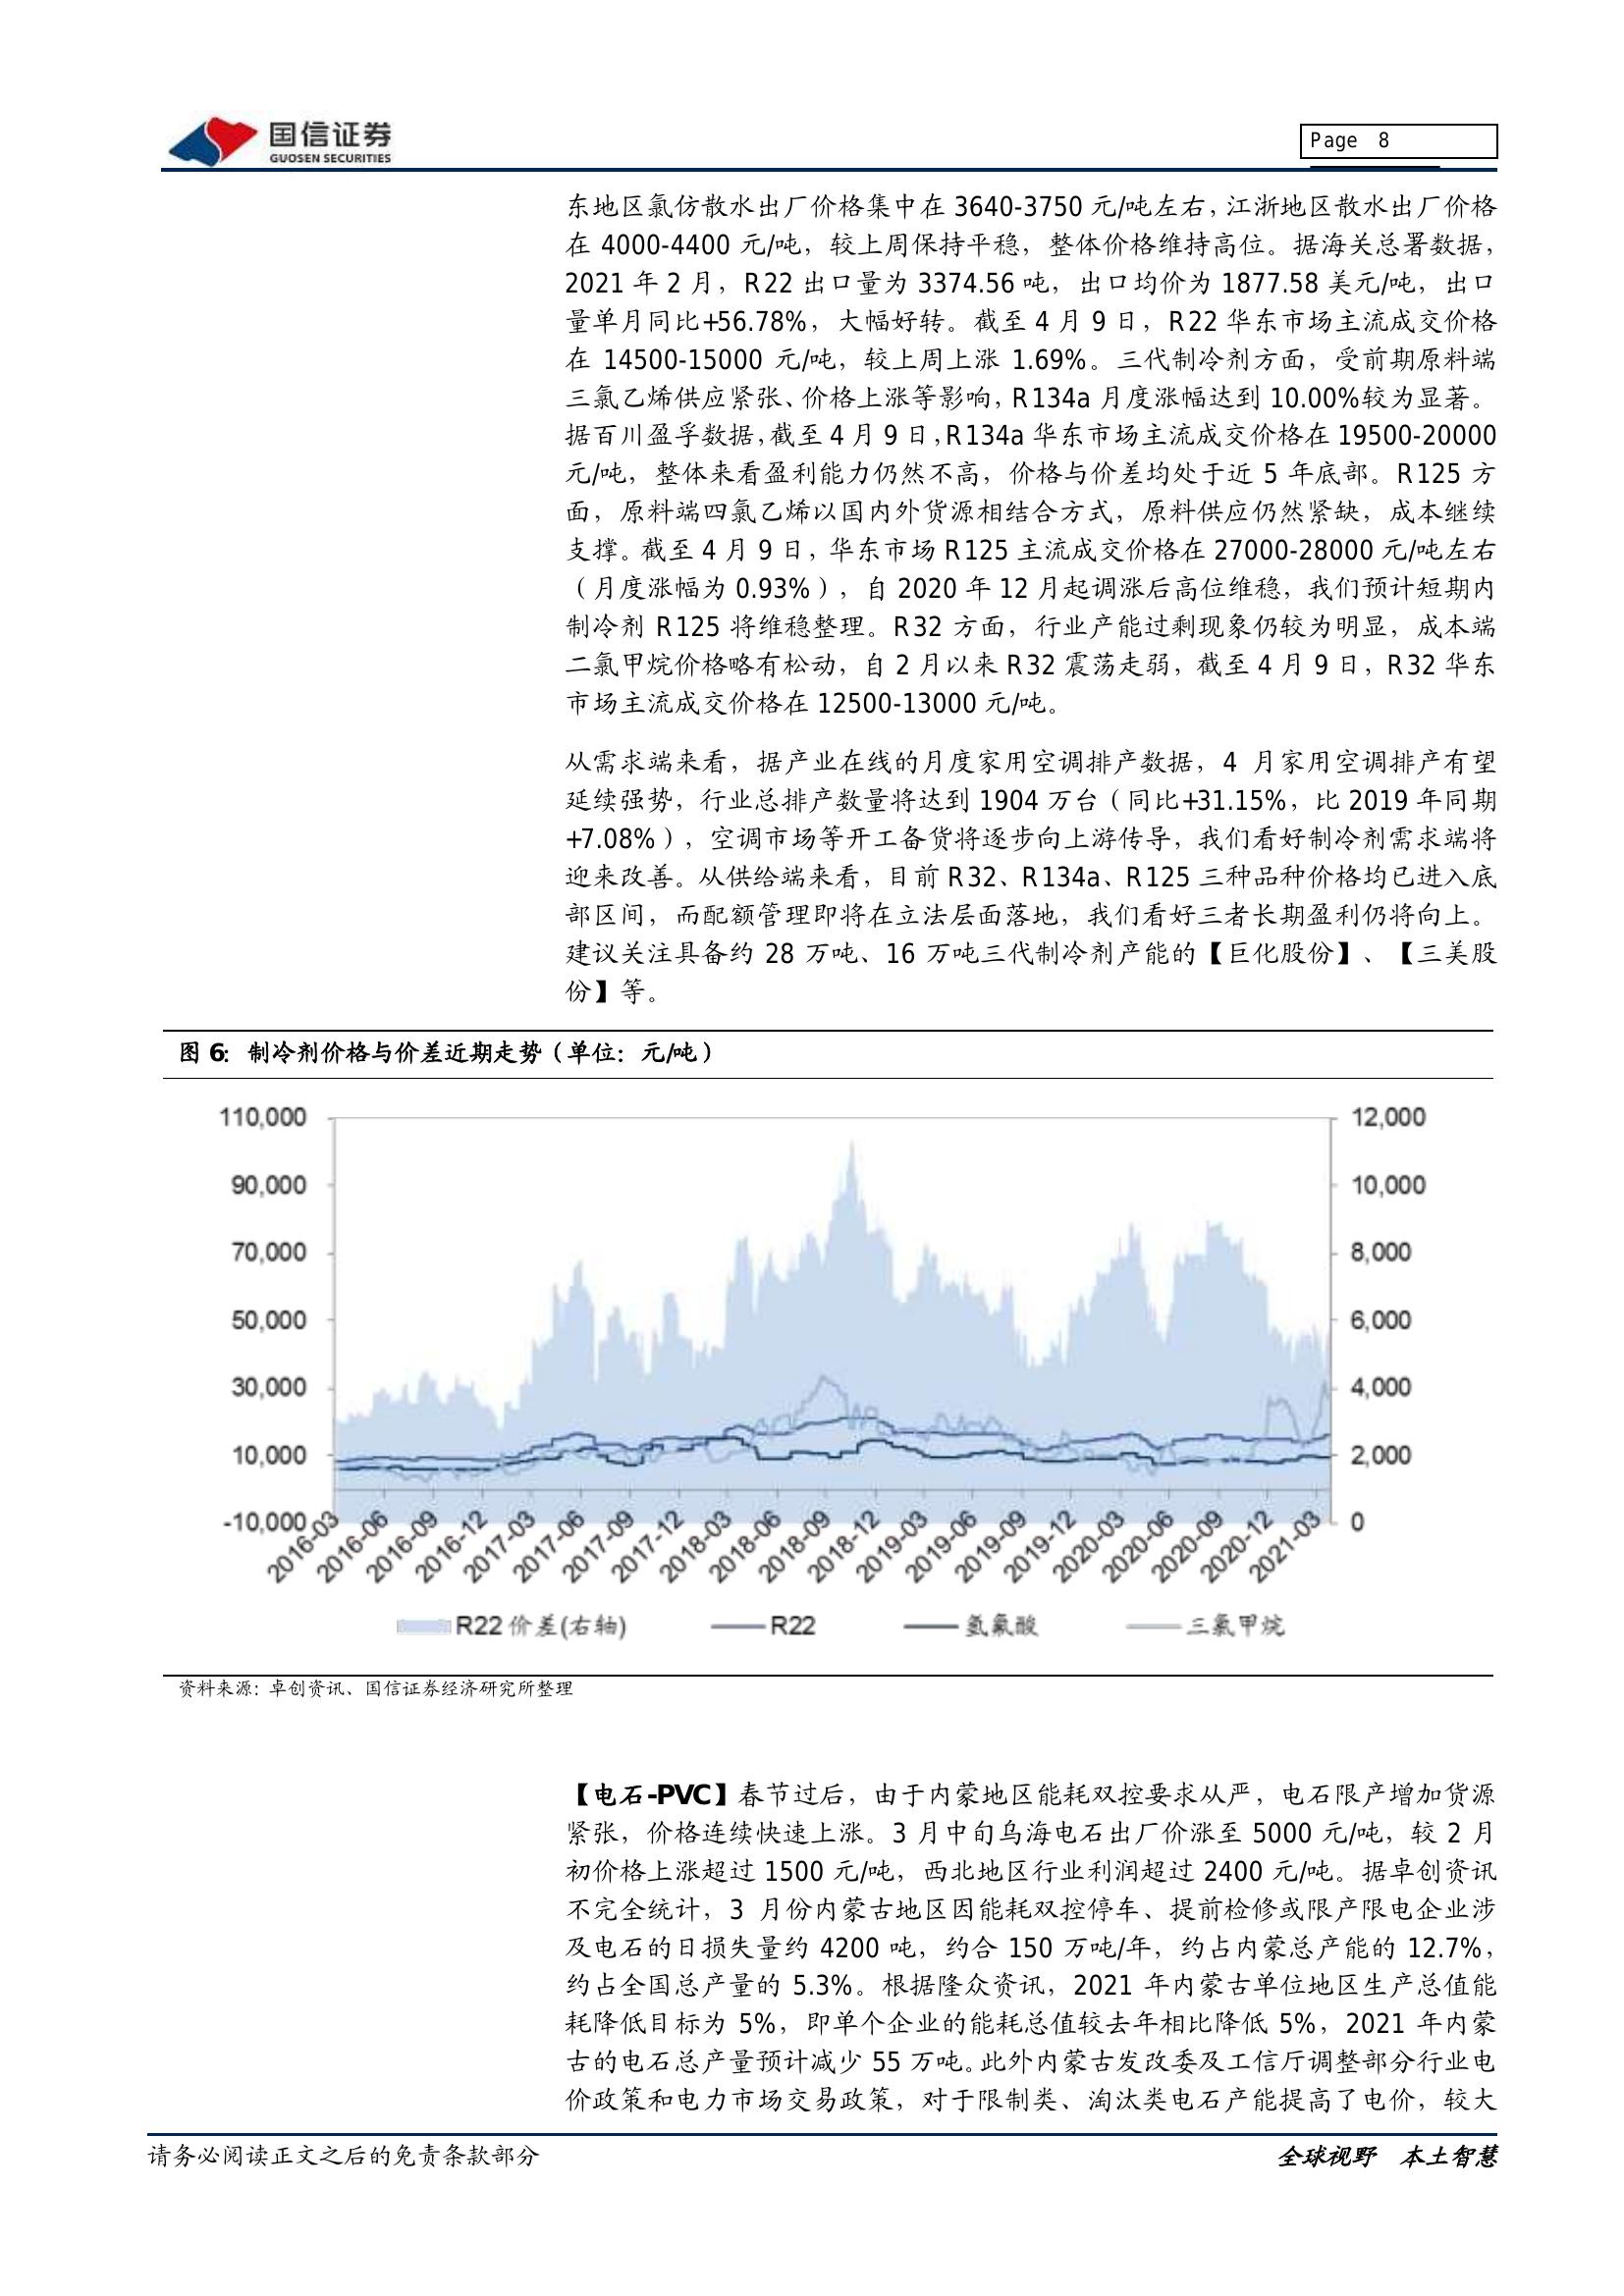 国信证券
GUOSEN SECURITIES
Page 8
东地区氯仿散水出厂价格集中在 3640-3750 元/吨左右，江浙地区散水出厂价格
在 4000-4400 元/吨，较上周保持平稳，整体价格维持高位。据海关总署数据，
2021 年 2 月，R22 出口量为 3374.56 吨，出口均价为 1877.58 美元/吨，出口
量单月同比+56.78%，大幅好转。截至 4 月 9 日，R22 华东市场主流成交价格
在 14500-15000 元/吨，较上周上涨 1.69%。三代制冷剂方面，受前期原料端
三氯乙烯供应紧张、价格上涨等影响，R134a 月度涨幅达到 10.00%较为显著。
据百川盈孚数据，截至 4 月 9 日，R134a 华东市场主流成交价格在 19500-20000
元/吨，整体来看盈利能力仍然不高，价格与价差均处于近 5 年底部。R125 方
面，原料端四氯乙烯以国内外货源相结合方式，原料供应仍然紧缺，成本继续
支撑。截至 4 月 9 日，华东市场 R125 主流成交价格在 27000-28000 元/吨左右
（月度涨幅为 0.93%），自 2020 年 12 月起调涨后高位维稳，我们预计短期内
制冷剂 R125 将维稳整理。R32 方面，行业产能过剩现象仍较为明显，成本端
二氯甲烷价格略有松动，自 2 月以来 R32 震荡走弱，截至 4 月 9 日，R32 华东
市场主流成交价格在 12500-13000 元/吨。
从需求端来看，据产业在线的月度家用空调排产数据，4 月家用空调排产有望
延续强势，行业总排产数量将达到 1904 万台（同比+31.15%，比 2019 年同期
+7.08%），空调市场等开工备货将逐步向上游传导，我们看好制冷剂需求端将
迎来改善。从供给端来看，目前 R32、R134a、R125 三种品种价格均已进入底
部区间，而配额管理即将在立法层面落地，我们看好三者长期盈利仍将向上。
建议关注具备约 28 万吨、16 万吨三代制冷剂产能的【巨化股份】、【三美股
份】等。
图 6：制冷剂价格与价差近期走势（单位：元/吨）
110,000
90,000
70,000
50,000
30,000
10,000
-10,000
12,000
10,000
8,000
6,000
4,000
2,000
0
2016-03
2016-06
2016-09
2016-12
2017-03
2017-06
2017-09
2017-12
2018-03
2018-06
2018-09
2018-12
2019-03
2019-06
2019-09
2019-12
2020-03
2020-06
2020-09
2020-12
2021-03
R22 价差(右轴) R22 氢氟酸 三氯甲烷
资料来源：卓创资讯、国信证券经济研究所整理
【电石-PVC】春节过后，由于内蒙地区能耗双控要求从严，电石限产增加货源
紧张，价格连续快速上涨。3 月中旬乌海电石出厂价涨至 5000 元/吨，较 2 月
初价格上涨超过 1500 元/吨，西北地区行业利润超过 2400 元/吨。据卓创资讯
不完全统计，3 月份内蒙古地区因能耗双控停车、提前检修或限产限电企业涉
及电石的日损失量约 4200 吨，约合 150 万吨/年，约占内蒙总产能的 12.7%，
约占全国总产量的 5.3%。根据隆众资讯，2021 年内蒙古单位地区生产总值能
耗降低目标为 5%，即单个企业的能耗总值较去年相比降低 5%，2021 年内蒙
古的电石总产量预计减少 55 万吨。此外内蒙古发改委及工信厅调整部分行业电
价政策和电力市场交易政策，对于限制类、淘汰类电石产能提高了电价，较大
请务必阅读正文之后的免责条款部分
全球视野 本土智慧